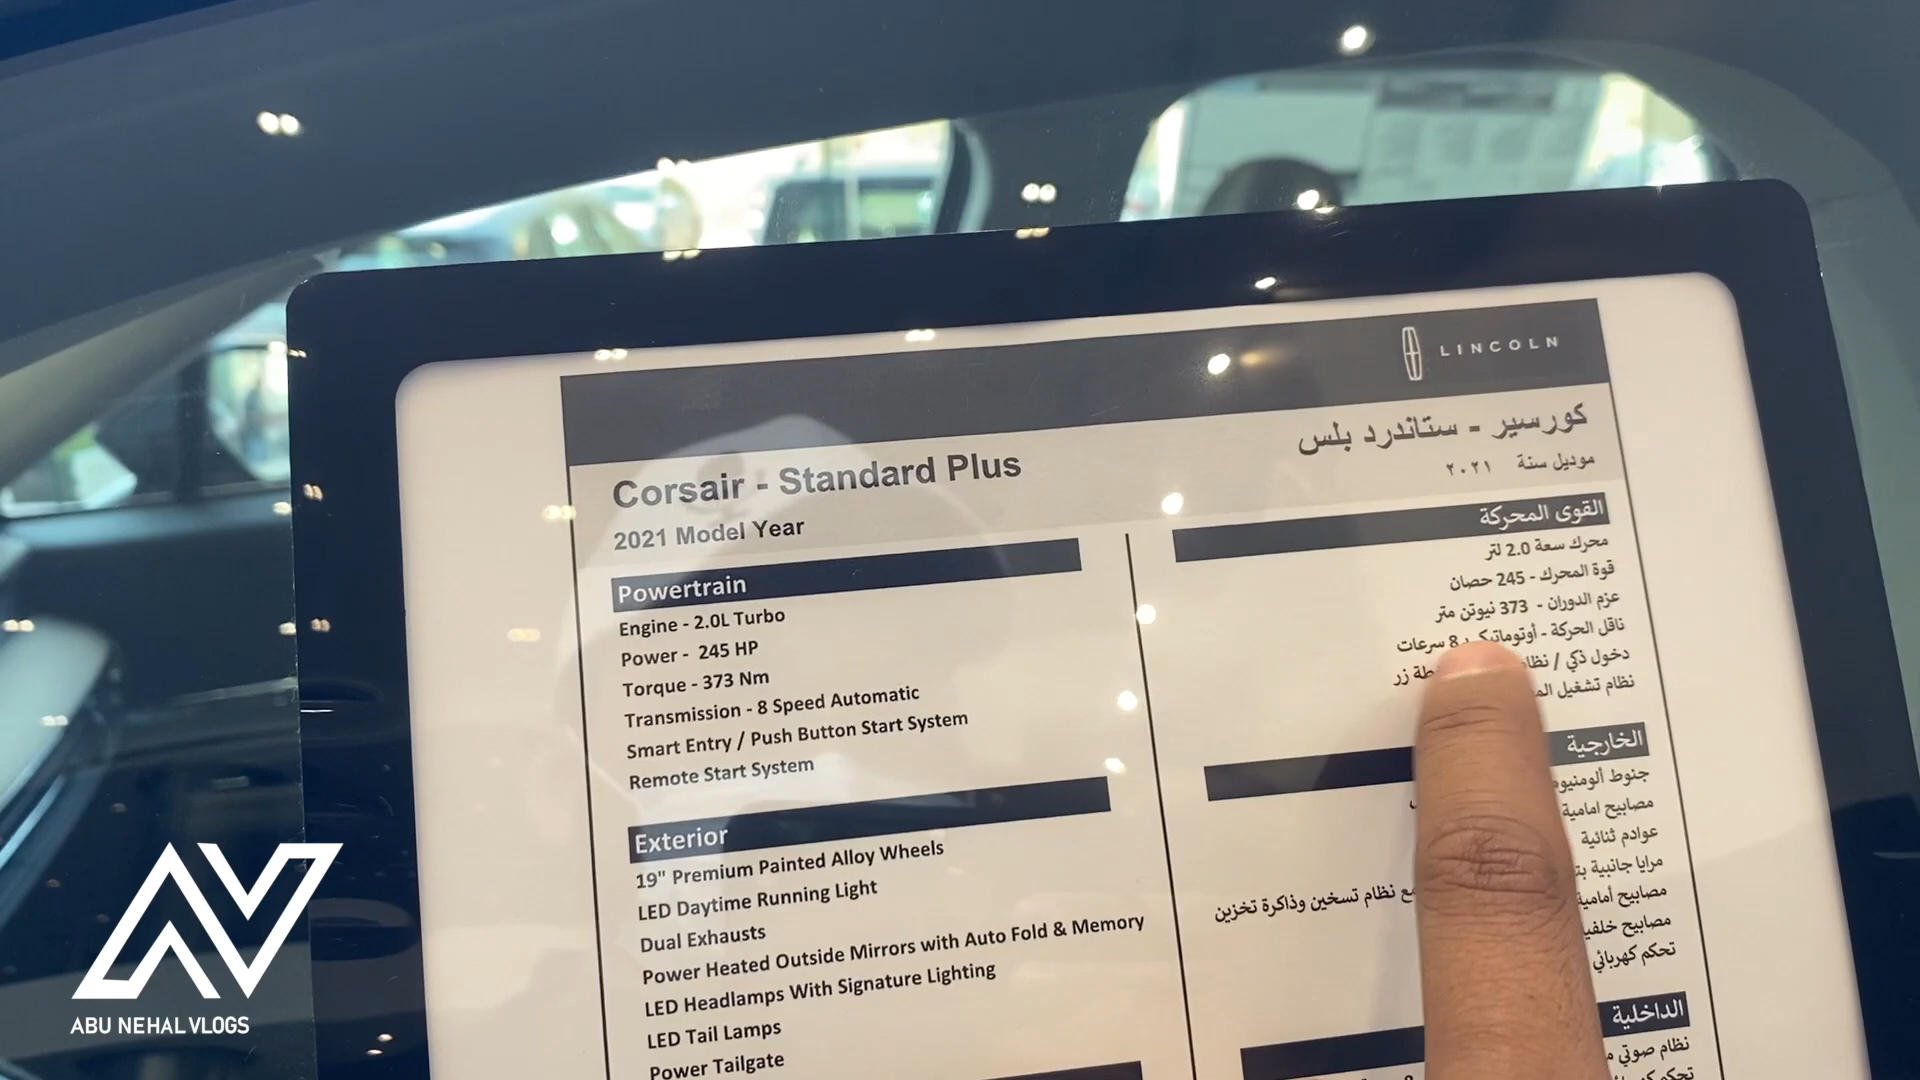 LINCOLN
Corsair - Standard Plus
2021 Model Year
Powertrain
Engine - 2.0L Turbo
Power - 245 HP
Torque - 373 Nm
Transmission - 8 Speed Automatic
Smart Entry / Push Button Start System
Remote Start System
Exterior
19" Premium Painted Alloy Wheels
LED Daytime Running Light
Dual Exhausts
Power Heated Outside Mirrors with Auto Fold & Memory
LED Headlamps With Signature Lighting
LED Tail Lamps
Power Tailgate
كورسير - ستاندرد بلس
موديل سنة ٢٠٢١
القوى المحركة
محرك سعة 2.0 لتر
قوة المحرك - 245 حصان
عزم الدوران - 373 نيوتن متر
ناقل الحركة - أوتوماتيكي 8 سرعات
دخول ذكي / زر
نظام تشغيل
الخارجية
جنوط ألومنيوم
مصابيح امامية
عوادم ثنائية
مرايا جانبية مع نظام تسخين وذاكرة تخزين
مصابيح أمامية
مصابيح
تحكم كهربائي
الداخلية
نظام صوتي
تحكم
ABU NEHAL VLOGS